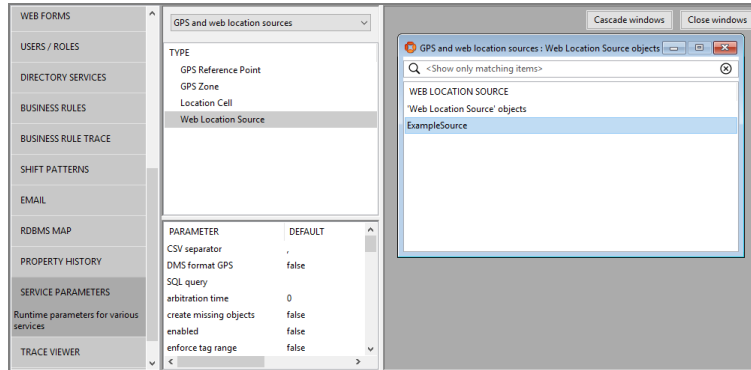 WEB FORMS
USERS / ROLES
DIRECTORY SERVICES
BUSINESS RULES
BUSINESS RULE TRACE
SHIFT PATTERNS
EMAIL
RDBMS MAP
PROPERTY HISTORY
SERVICE PARAMETERS
Runtime parameters for various
services
TRACE VIEWER
GPS and web location sources
TYPE
GPS Reference Point
GPS Zone
Location Cell
Web Location Source
PARAMETER DEFAULT
CSV separator ,
DMS format GPS false
SQL query
arbitration time 0
create missing objects false
enabled false
enforce tag range false
Cascade windows Close windows
GPS and web location sources : Web Location Source objects
<Show only matching items>
WEB LOCATION SOURCE
'Web Location Source' objects
ExampleSource